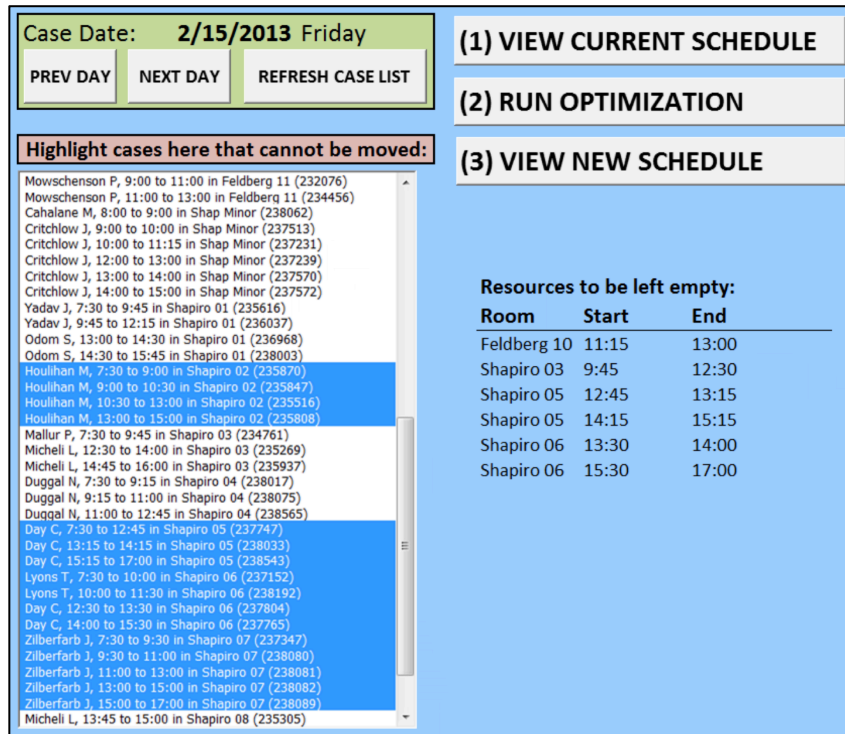 Case Date: 2/15/2013 Friday
PREV DAY NEXT DAY REFRESH CASE LIST
Highlight cases here that cannot be moved:
Mowschenson P, 9:00 to 11:00 in Feldberg 11 (232076)
Mowschenson P, 11:00 to 13:00 in Feldberg 11 (234456)
Cahalane M, 8:00 to 9:00 in Shap Minor (238062)
Critchlow J, 9:00 to 10:00 in Shap Minor (237513)
Critchlow J, 10:00 to 11:15 in Shap Minor (237231)
Critchlow J, 12:00 to 13:00 in Shap Minor (237239)
Critchlow J, 13:00 to 14:00 in Shap Minor (237570)
Critchlow J, 14:00 to 15:00 in Shap Minor (237572)
Yadav J, 7:30 to 9:45 in Shapiro 01 (235616)
Yadav J, 9:45 to 12:15 in Shapiro 01 (236037)
Odom S, 13:00 to 14:30 in Shapiro 01 (236968)
Odom S, 14:30 to 15:45 in Shapiro 01 (238003)
Houlihan M, 7:30 to 9:00 in Shapiro 02 (235870)
Houlihan M, 9:00 to 10:30 in Shapiro 02 (235847)
Houlihan M, 10:30 to 13:00 in Shapiro 02 (235516)
Houlihan M, 13:00 to 15:00 in Shapiro 02 (235808)
Mallur P, 7:30 to 9:45 in Shapiro 03 (234761)
Micheli L, 12:30 to 14:00 in Shapiro 03 (235269)
Micheli L, 14:45 to 16:00 in Shapiro 03 (235937)
Duggal N, 7:30 to 9:15 in Shapiro 04 (238017)
Duggal N, 9:15 to 11:00 in Shapiro 04 (238075)
Duggal N, 11:00 to 12:45 in Shapiro 04 (238565)
Day C, 7:30 to 12:45 in Shapiro 05 (237747)
Day C, 13:15 to 14:15 in Shapiro 05 (238033)
Day C, 15:15 to 17:00 in Shapiro 05 (238543)
Lyons T, 7:30 to 10:00 in Shapiro 06 (237152)
Lyons T, 10:00 to 11:30 in Shapiro 06 (238192)
Day C, 12:30 to 13:30 in Shapiro 06 (237804)
Day C, 14:00 to 15:30 in Shapiro 06 (237765)
Zilberfarb J, 7:30 to 9:30 in Shapiro 07 (237347)
Zilberfarb J, 9:30 to 11:00 in Shapiro 07 (238080)
Zilberfarb J, 11:00 to 13:00 in Shapiro 07 (238081)
Zilberfarb J, 13:00 to 15:00 in Shapiro 07 (238082)
Zilberfarb J, 15:00 to 17:00 in Shapiro 07 (238089)
Micheli L, 13:45 to 15:00 in Shapiro 08 (235305)
(1) VIEW CURRENT SCHEDULE
(2) RUN OPTIMIZATION
(3) VIEW NEW SCHEDULE
Resources to be left empty:
Room Start End
Feldberg 10 11:15 13:00
Shapiro 03 9:45 12:30
Shapiro 05 12:45 13:15
Shapiro 05 14:15 15:15
Shapiro 06 13:30 14:00
Shapiro 06 15:30 17:00